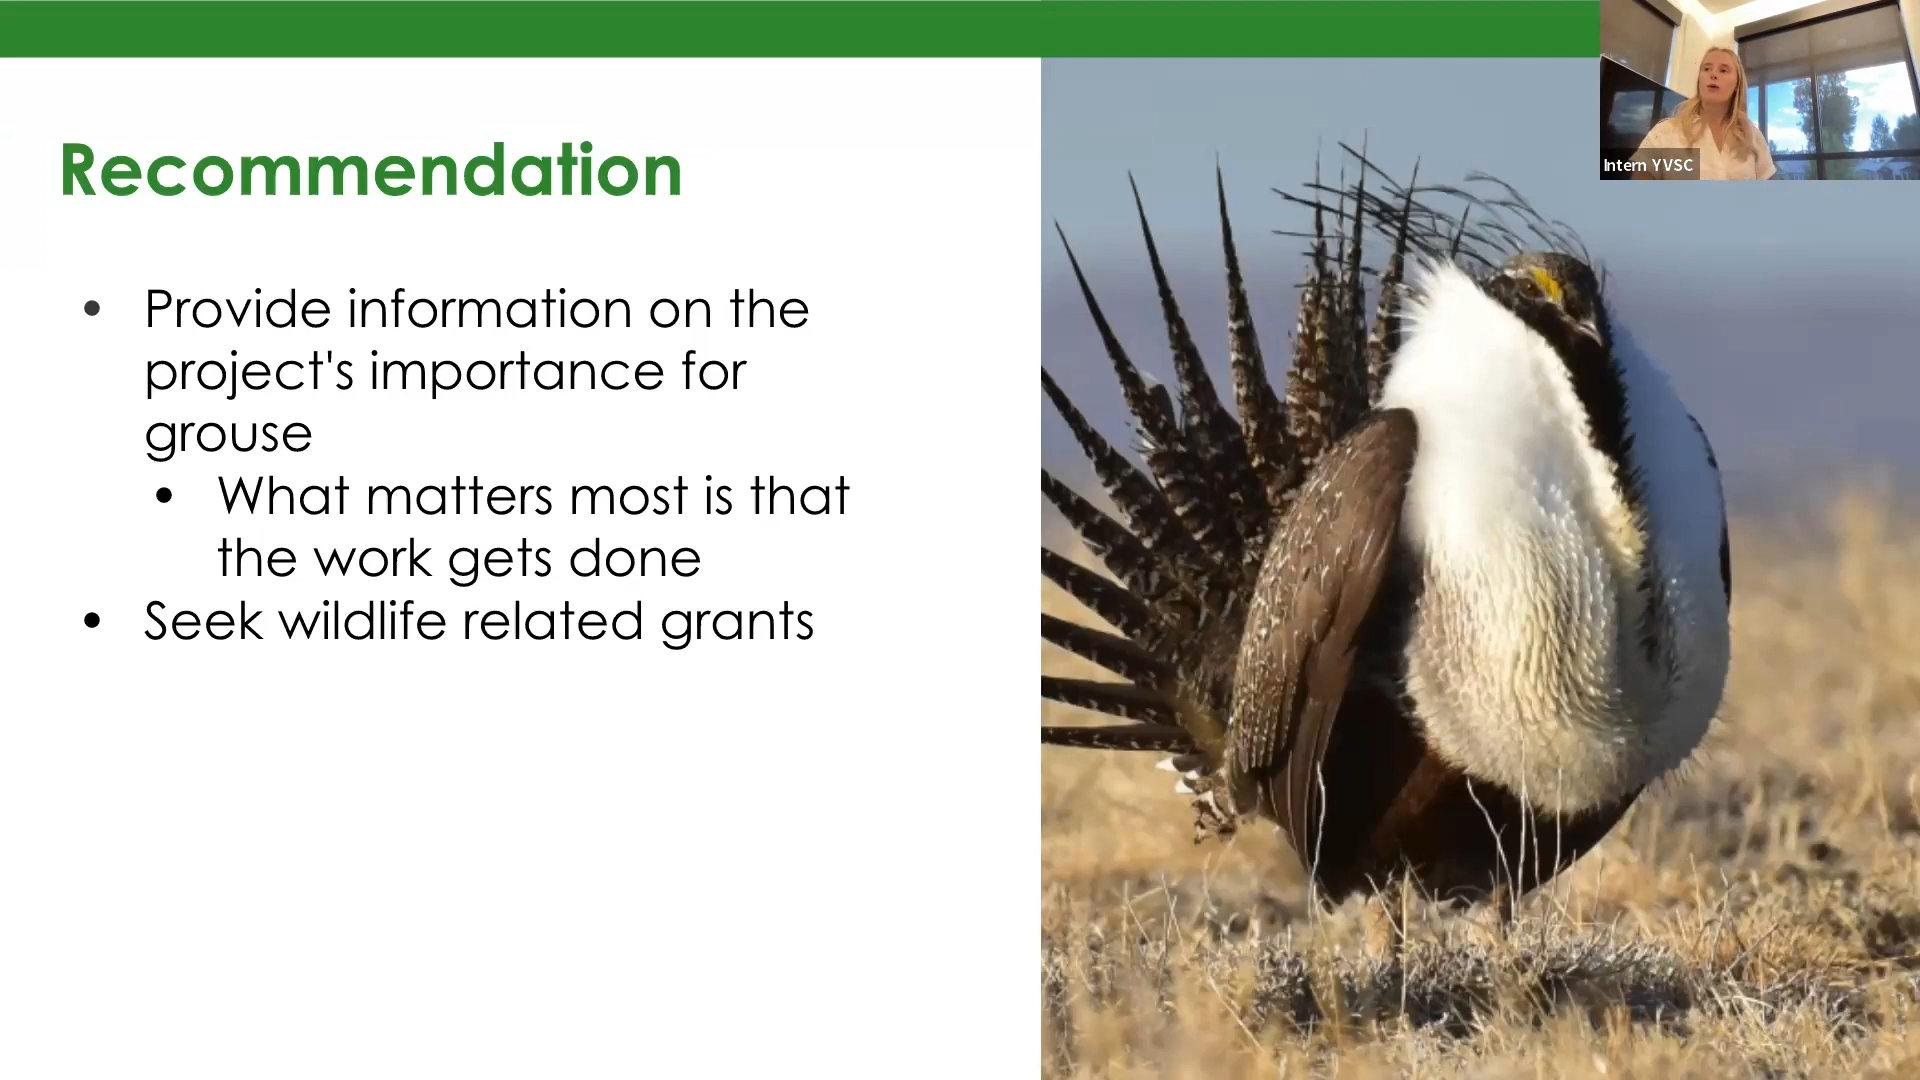 Intern YVSC
Recommendation
• Provide information on the
project's importance for
grouse
• What matters most is that
the work gets done
• Seek wildlife related grants